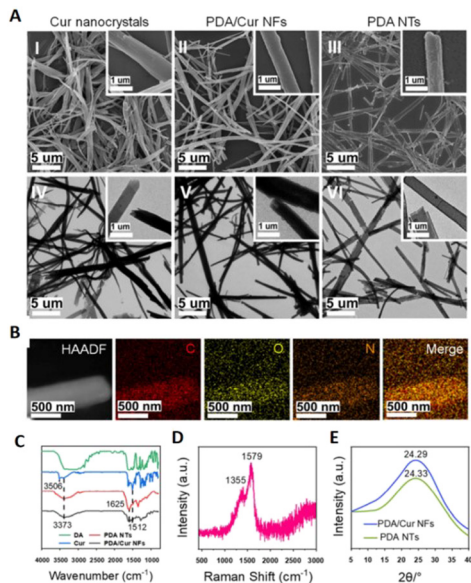 A
Cur nanocrystals PDA/Cur NFs PDA NTs
I II III
1 um 1 um 1 um
5 um 5 um 5 um
IV V VI
1 um 1 um 1 um
5 um 5 um 5 um
B
HAADF C O N Merge
500 nm 500 nm 500 nm 500 nm 500 nm
C D E
3506
3373
1625
1512
DA PDA NTs
Cur PDA/Cur NFs
4000 3000 2000 1000
Wavenumber (cm⁻¹)
Intensity (a.u.)
1579
1355
500 1000 1500 2000 2500 3000
Raman Shift (cm⁻¹)
Intensity (a.u.)
24.29
24.33
PDA/Cur NFs
PDA NTs
5 10 15 20 25 30 35 40
2θ/°